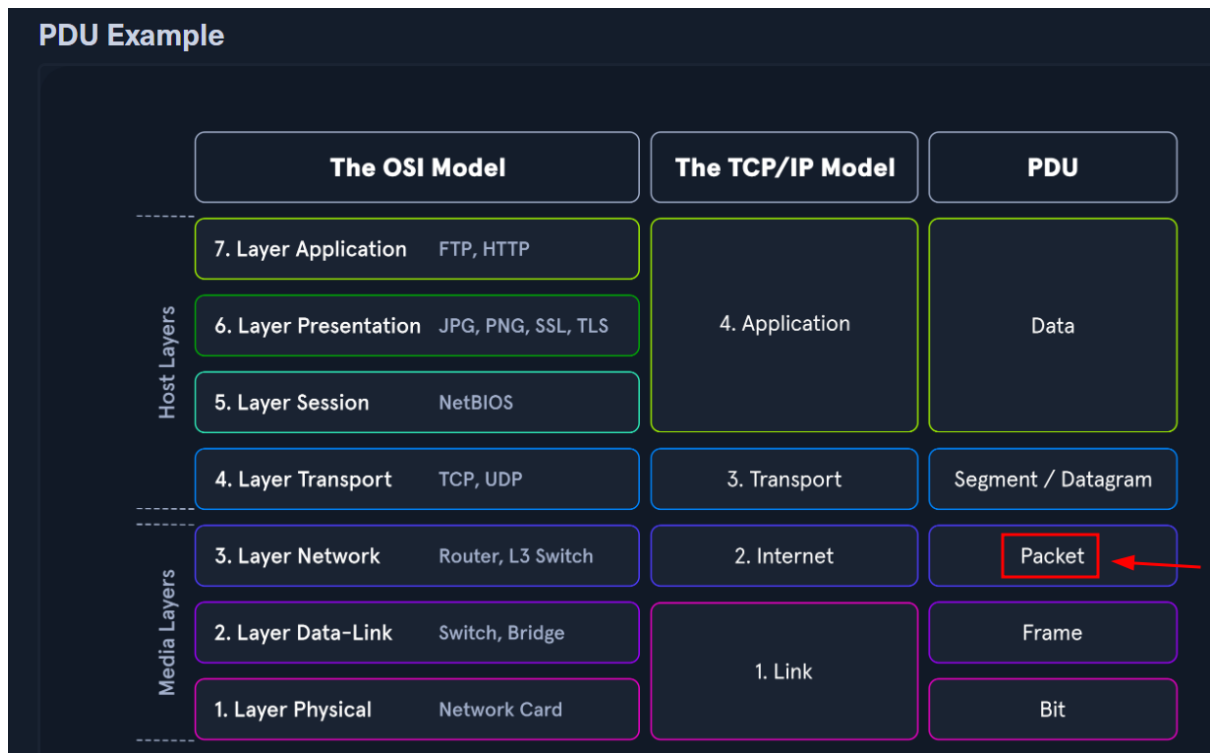 PDU Example
The OSI Model
The TCP/IP Model
PDU
Host Layers
7. Layer Application FTP, HTTP
6. Layer Presentation JPG, PNG, SSL, TLS
5. Layer Session NetBIOS
4. Application
Data
4. Layer Transport TCP, UDP
3. Transport
Segment / Datagram
Media Layers
3. Layer Network Router, L3 Switch
2. Internet
Packet
2. Layer Data-Link Switch, Bridge
Frame
1. Link
1. Layer Physical Network Card
Bit